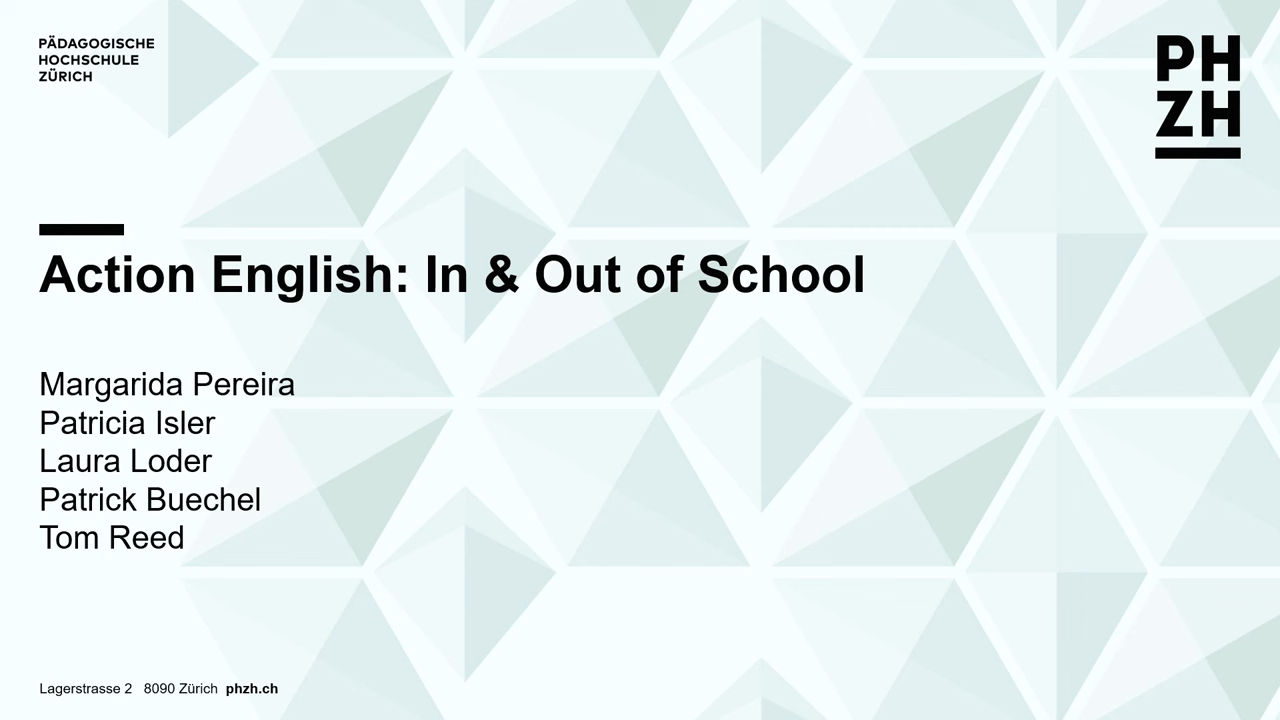 PÄDAGOGISCHE
HOCHSCHULE
ZÜRICH
PH
ZH
Action English: In & Out of School
Margarida Pereira
Patricia Isler
Laura Loder
Patrick Buechel
Tom Reed
Lagerstrasse 2 8090 Zürich phzh.ch